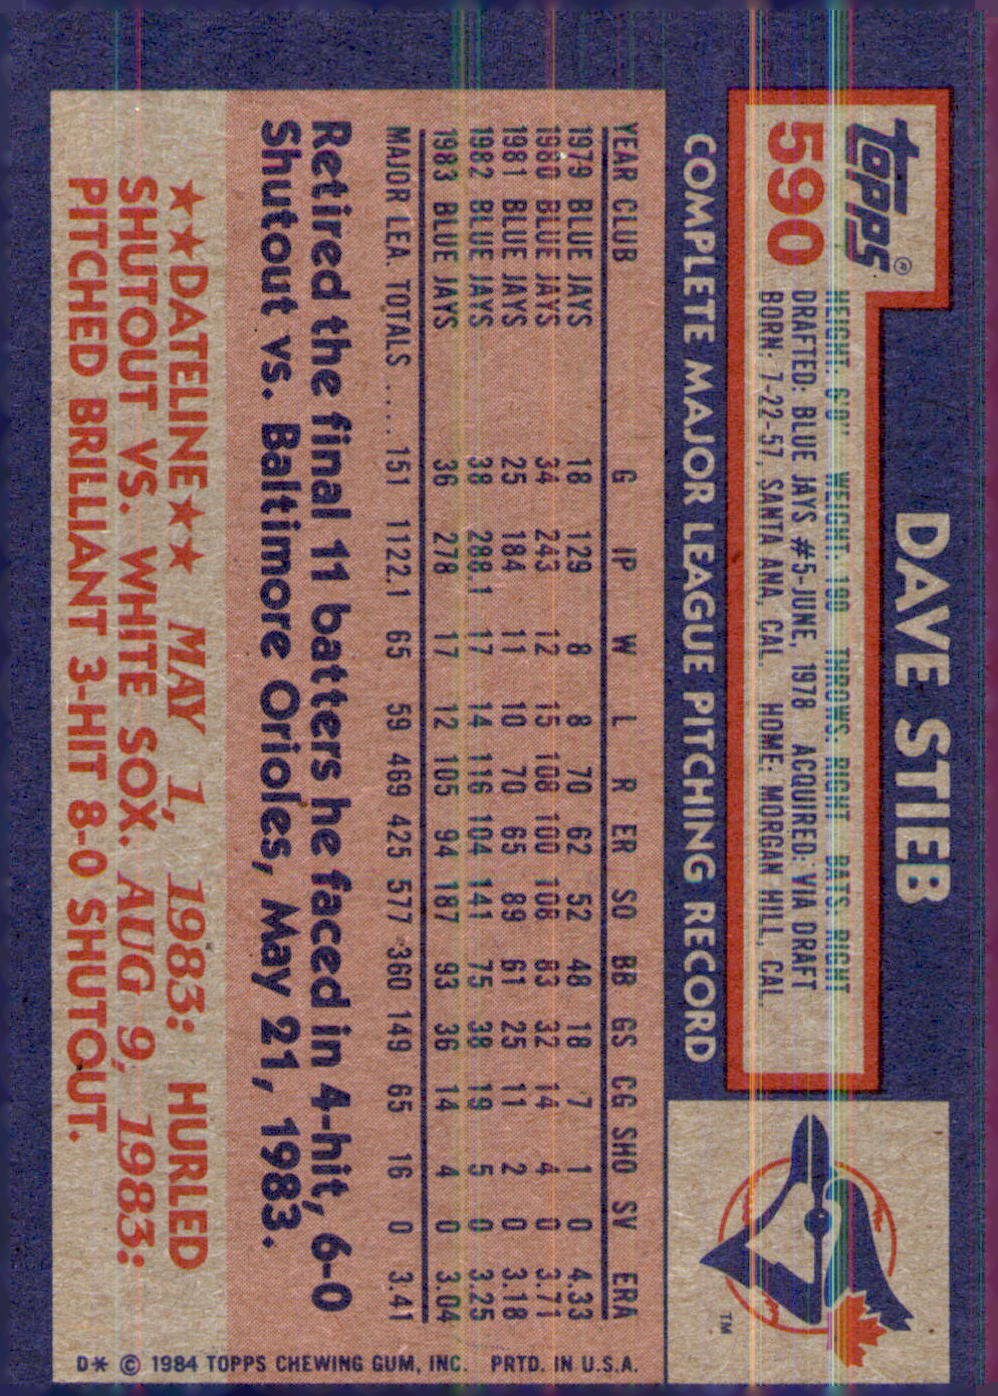 topps®
590
DAVE STIEB
HEIGHT: 6'0" WEIGHT: 190 THROWS: RIGHT BATS: RIGHT
DRAFTED: BLUE JAYS #5-JUNE, 1978 ACQUIRED: VIA DRAFT
BORN: 7-22-57, SANTA ANA, CAL. HOME: MORGAN HILL, CAL.
TM
COMPLETE MAJOR LEAGUE PITCHING RECORD
YEAR CLUB G IP W L R ER SO BB GS CG SHO SV ERA
1979 BLUE JAYS 18 129 8 8 70 62 52 48 18 7 1 0 4.33
1980 BLUE JAYS 34 243 12 15 108 100 108 83 32 14 4 0 3.71
1981 BLUE JAYS 25 184 11 10 70 65 89 61 25 11 2 0 3.18
1982 BLUE JAYS 38 288.1 17 14 116 104 141 75 38 19 5 0 3.25
1983 BLUE JAYS 36 278 17 12 105 94 187 93 36 14 4 0 3.04
MAJOR LEA. TOTALS .... 151 1122.1 65 59 469 425 577 360 149 65 16 0 3.41
Retired the final 11 batters he faced in 4-hit, 6-0
Shutout vs. Baltimore Orioles, May 21, 1983.
★★DATELINE★★ MAY 1, 1983: HURLED
SHUTOUT VS. WHITE SOX. AUG 9, 1983:
PITCHED BRILLIANT 3-HIT 8-0 SHUTOUT.
D* © 1984 TOPPS CHEWING GUM, INC. PRTD. IN U.S.A.